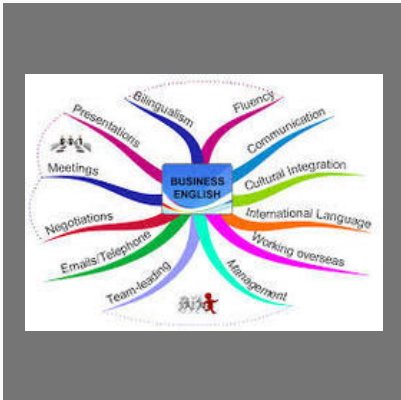 Bilingualism
Fluency
Presentations
Communication
Meetings
Cultural Integration
BUSINESS
ENGLISH
Negotiations
International Language
Emails/Telephone
Working overseas
Team-leading
Management